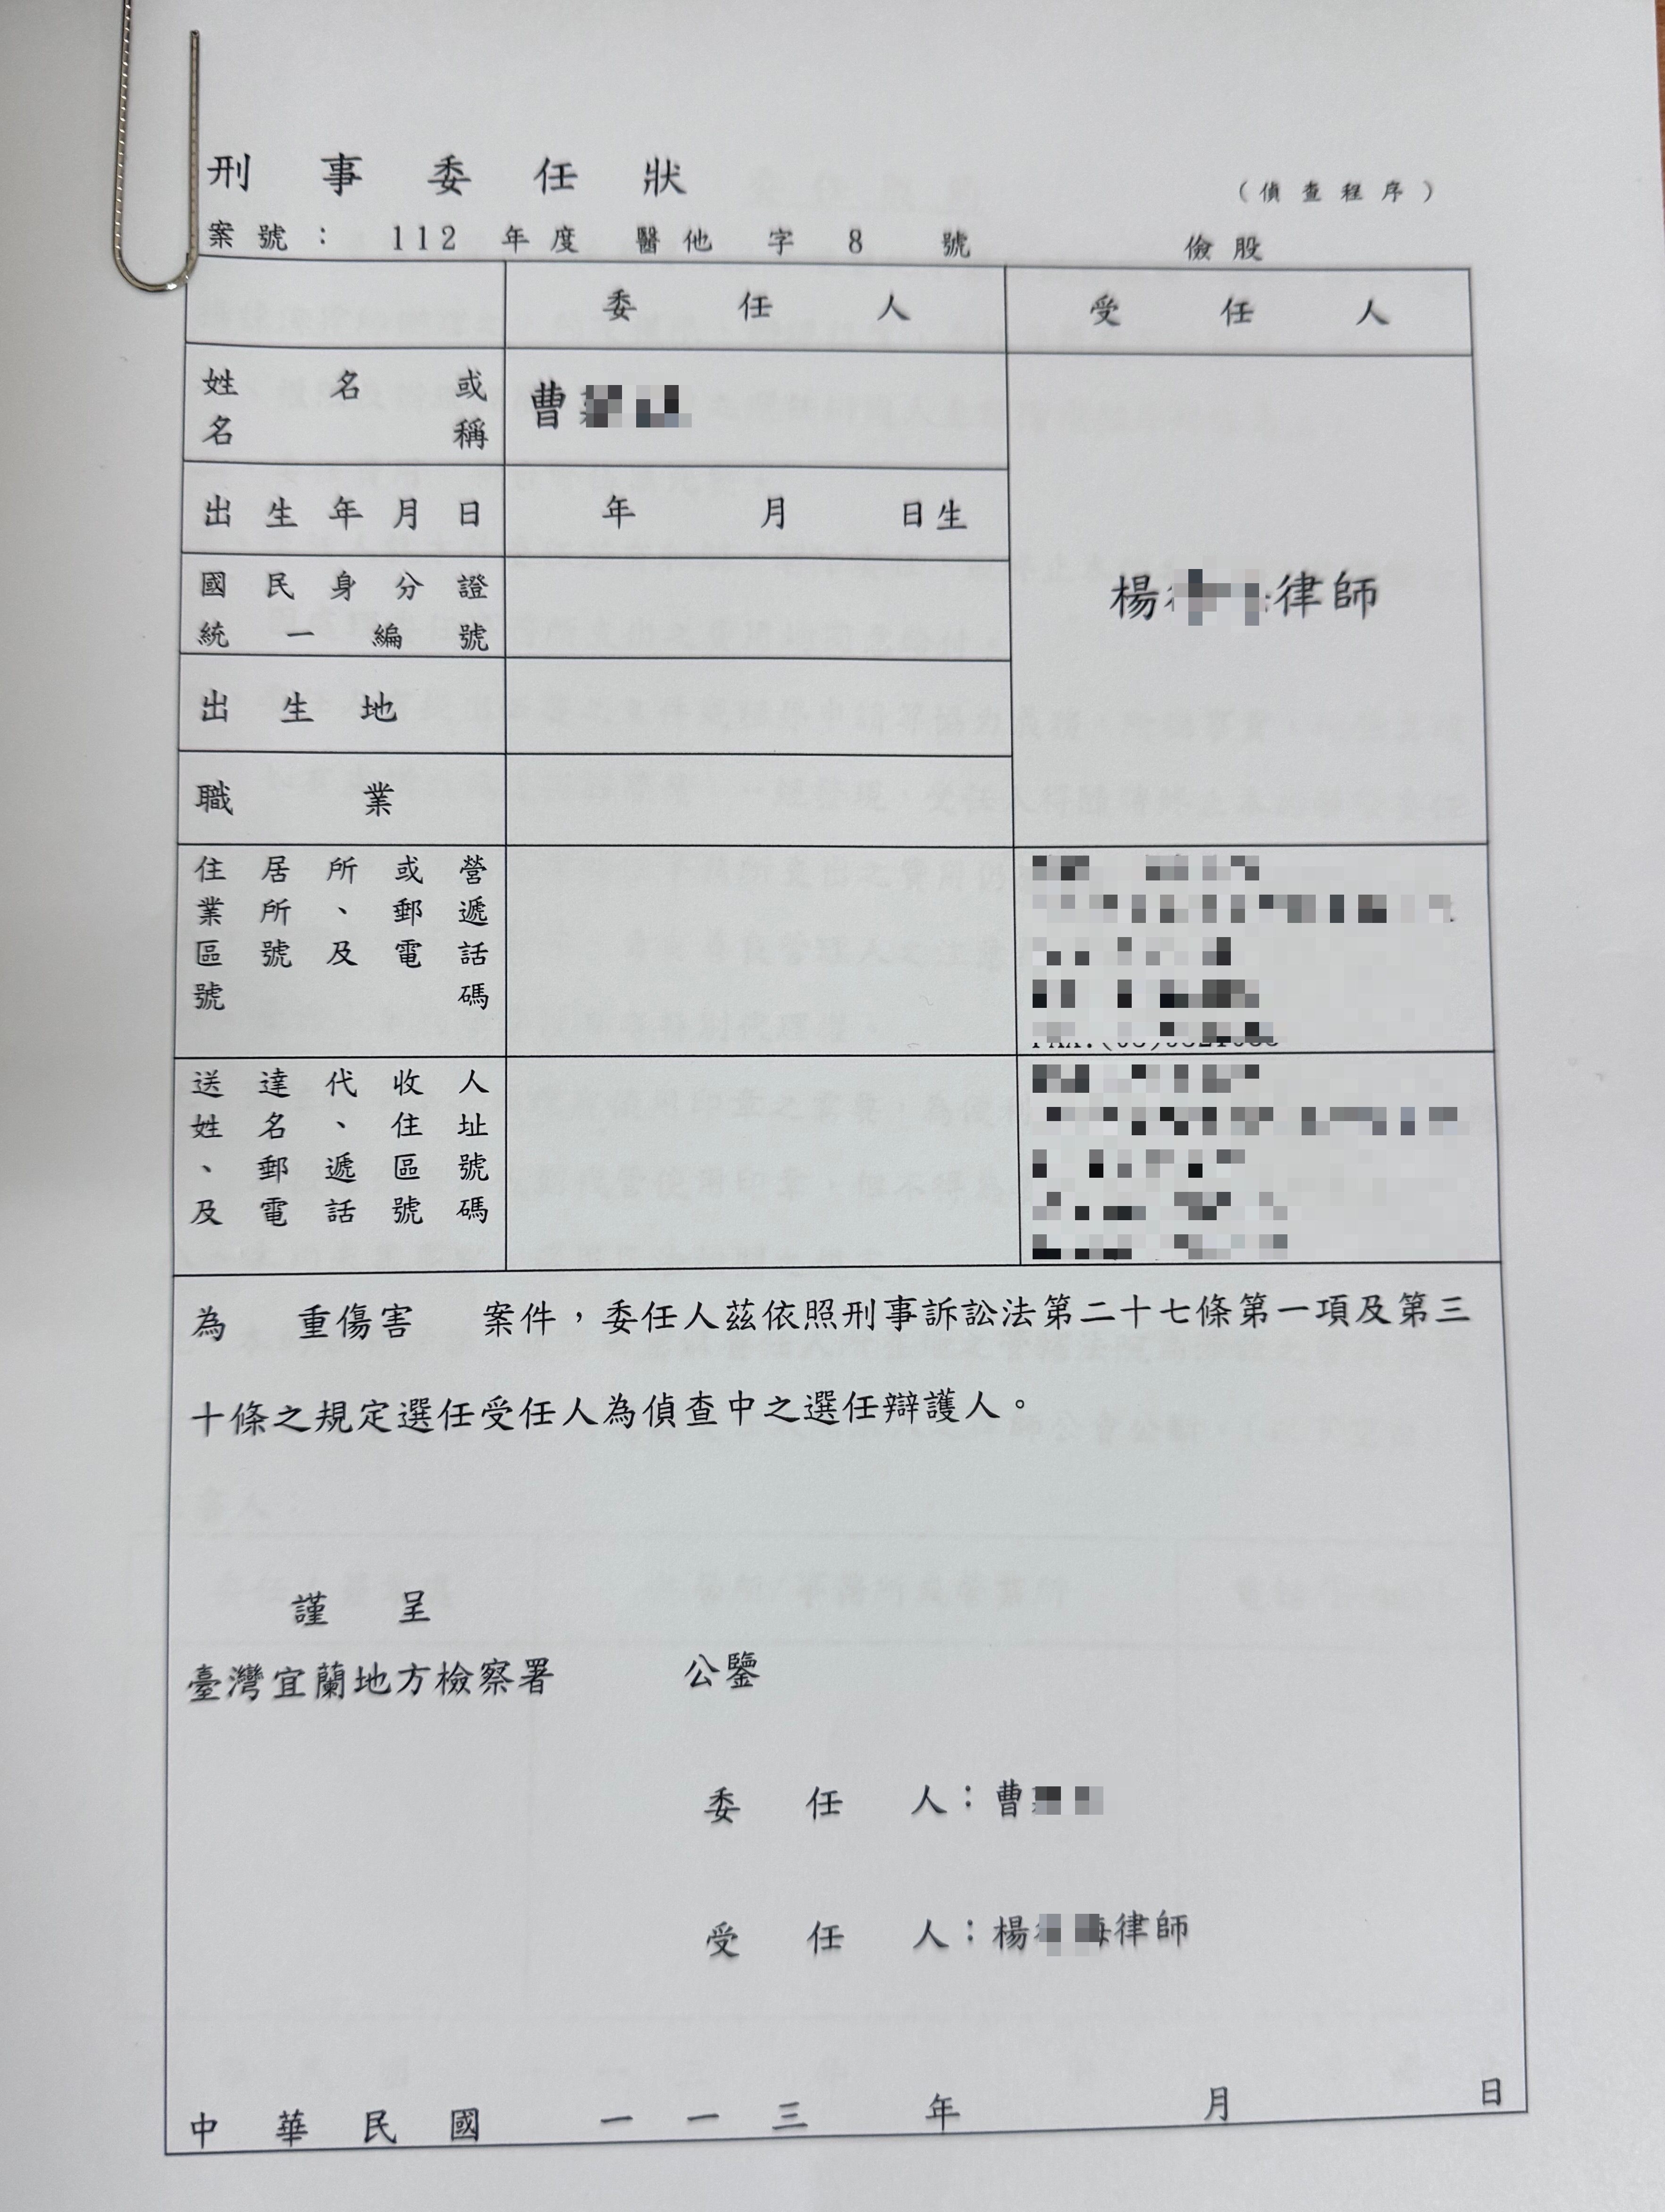 刑事委任狀 (偵查程序)
案號: 112 年度 醫他 字 8 號 儉股
委任人 受任人
姓名或
名稱
曹
出生年月日 年 月 日生
國民身分證
統一編號
楊 律師
出生地
職業
住居所或營
業所、郵遞
區號及電話
號碼
送達代收人
姓名、住址
、郵遞區號
及電話號碼
為 重傷害 案件,委任人茲依照刑事訴訟法第二十七條第一項及第三
十條之規定選任受任人為偵查中之選任辯護人。
謹呈
臺灣宜蘭地方檢察署 公鑒
委任人:曹
受任人:楊 律師
中華民國 一一三 年 月 日